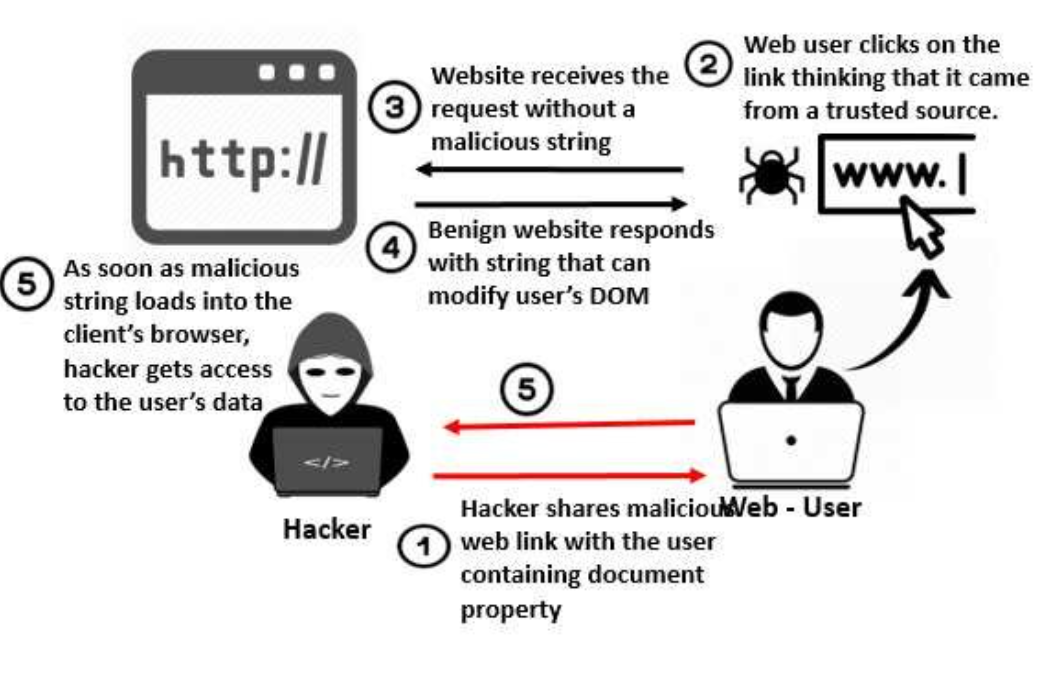 http://
3
Website receives the
request without a
malicious string
2
Web user clicks on the
link thinking that it came
from a trusted source.
www.
4
Benign website responds
with string that can
modify user's DOM
5
As soon as malicious
string loads into the
client's browser,
hacker gets access
to the user's data
5
</>
Hacker
Web - User
1
Hacker shares malicious
web link with the user
containing document
property